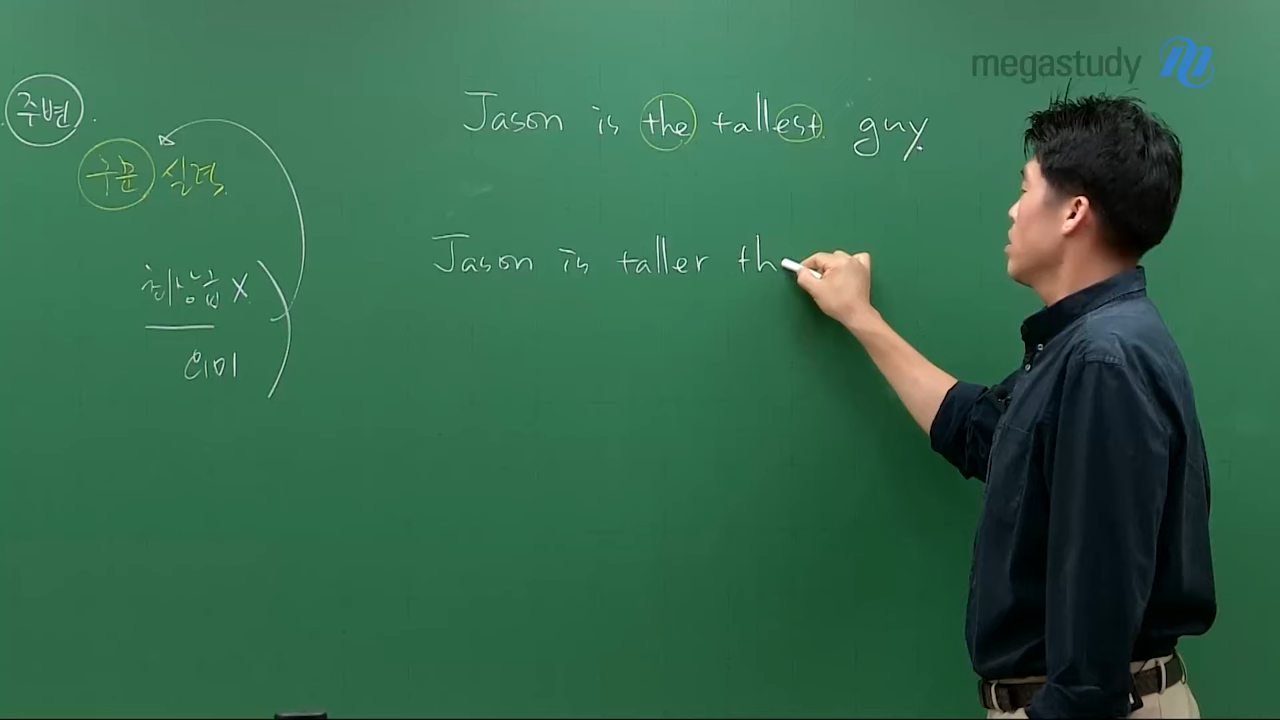 megastudy
주변.
구문 실력.
최상급 X
의미
Jason is the tallest guy.
Jason is taller th